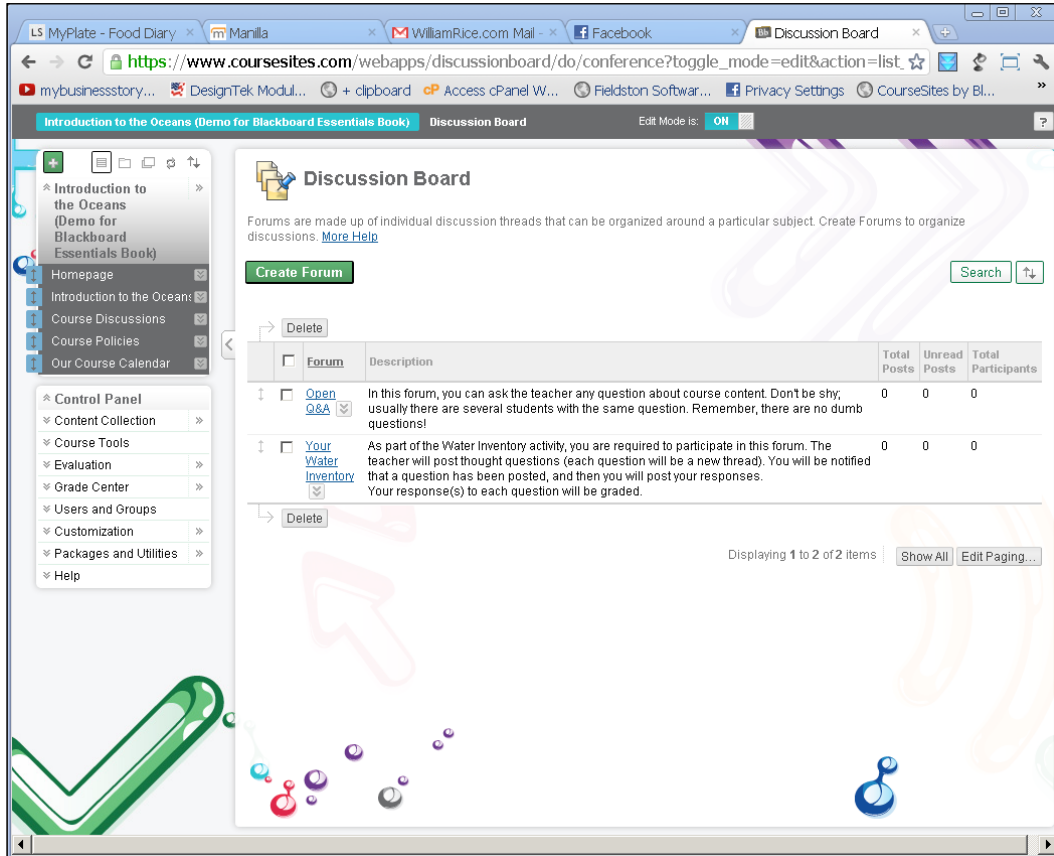 LS MyPlate - Food Diary
m Manilla
WilliamRice.com Mail -
Facebook
Bb Discussion Board
https://www.coursesites.com/webapps/discussionboard/do/conference?toggle_mode=edit&action=list_
mybusinessstory...
DesignTek Modul...
+ clipboard
cP Access cPanel W...
Fieldston Softwar...
Privacy Settings
CourseSites by Bl...
»
Introduction to the Oceans (Demo for Blackboard Essentials Book)
Discussion Board
Edit Mode is:
ON
?
Introduction to
the Oceans
(Demo for
Blackboard
Essentials Book)
Homepage
Introduction to the Oceans
Course Discussions
Course Policies
Our Course Calendar
Control Panel
Content Collection
Course Tools
Evaluation
Grade Center
Users and Groups
Customization
Packages and Utilities
Help
Discussion Board
Forums are made up of individual discussion threads that can be organized around a particular subject. Create Forums to organize
discussions. More Help
Create Forum
Search
Delete
Forum
Description
Total
Posts
Unread
Posts
Total
Participants
Open
Q&A
In this forum, you can ask the teacher any question about course content. Don't be shy;
usually there are several students with the same question. Remember, there are no dumb
questions!
0 0 0
Your
Water
Inventory
As part of the Water Inventory activity, you are required to participate in this forum. The
teacher will post thought questions (each question will be a new thread). You will be notified
that a question has been posted, and then you will post your responses.
Your response(s) to each question will be graded.
0 0 0
Delete
Displaying 1 to 2 of 2 items
Show All
Edit Paging...